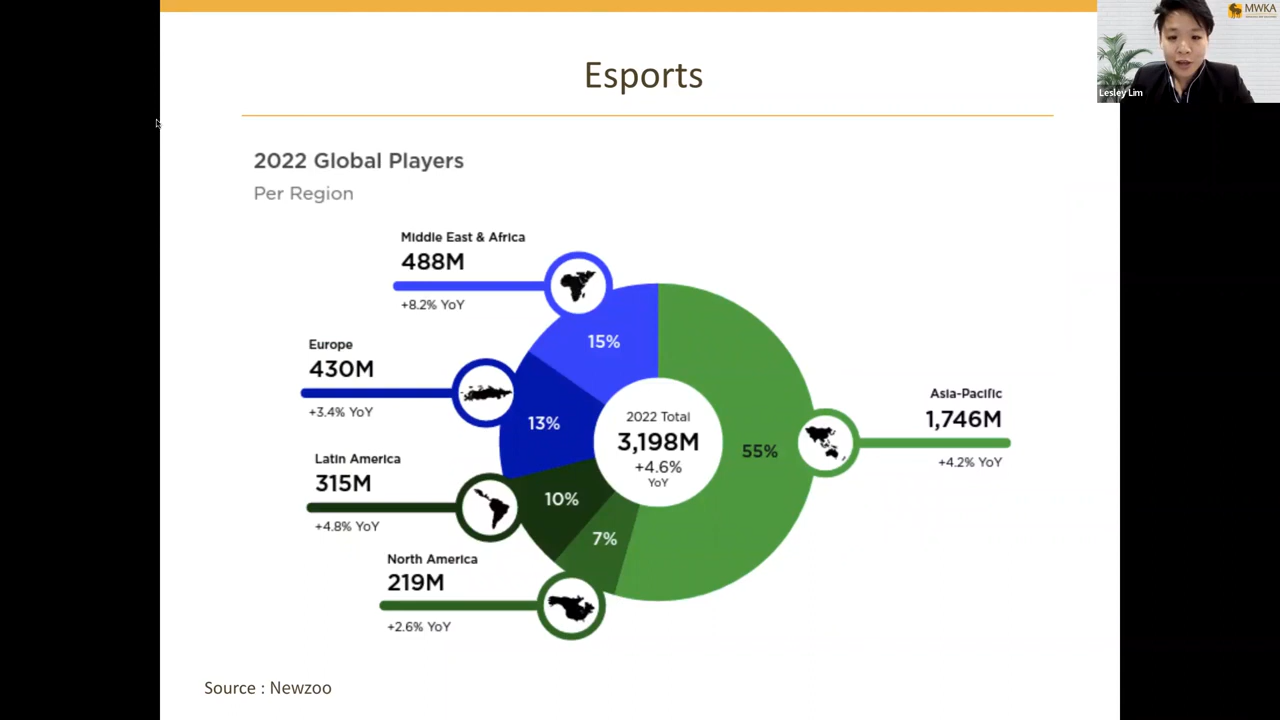 MWKA
Lesley Lim
Esports
2022 Global Players
Per Region
Middle East & Africa
488M
+8.2% YoY
15%
Europe
430M
+3.4% YoY
13%
Latin America
315M
+4.8% YoY
10%
North America
219M
+2.6% YoY
7%
2022 Total
3,198M
+4.6%
YoY
55%
Asia-Pacific
1,746M
+4.2% YoY
Source : Newzoo